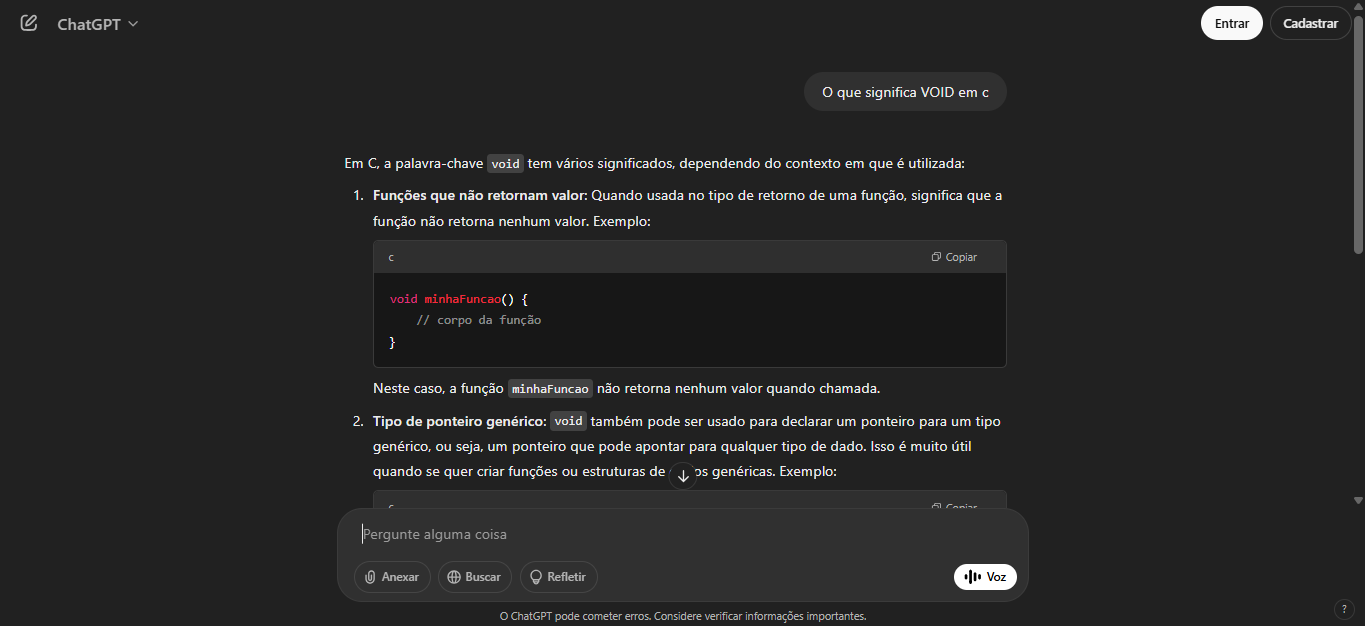 ChatGPT
Entrar
Cadastrar
O que significa VOID em c
Em C, a palavra-chave void tem vários significados, dependendo do contexto em que é utilizada:
1. Funções que não retornam valor: Quando usada no tipo de retorno de uma função, significa que a
função não retorna nenhum valor. Exemplo:
c
Copiar
void minhaFuncao() {
// corpo da função
}
Neste caso, a função minhaFuncao não retorna nenhum valor quando chamada.
2. Tipo de ponteiro genérico: void também pode ser usado para declarar um ponteiro para um tipo
genérico, ou seja, um ponteiro que pode apontar para qualquer tipo de dado. Isso é muito útil
quando se quer criar funções ou estruturas de os genéricas. Exemplo:
c
Copiar
Pergunte alguma coisa
Anexar
Buscar
Refletir
Voz
O ChatGPT pode cometer erros. Considere verificar informações importantes.
?